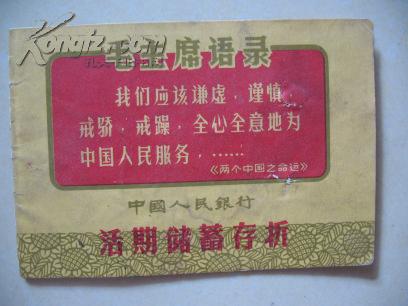 Kongfz.com
毛主席语录
我们应该谦虚，谨慎，
戒骄，戒躁，全心全意地为
中国人民服务，……
《两个中国之命运》
中國人民銀行
活期储蓄存折